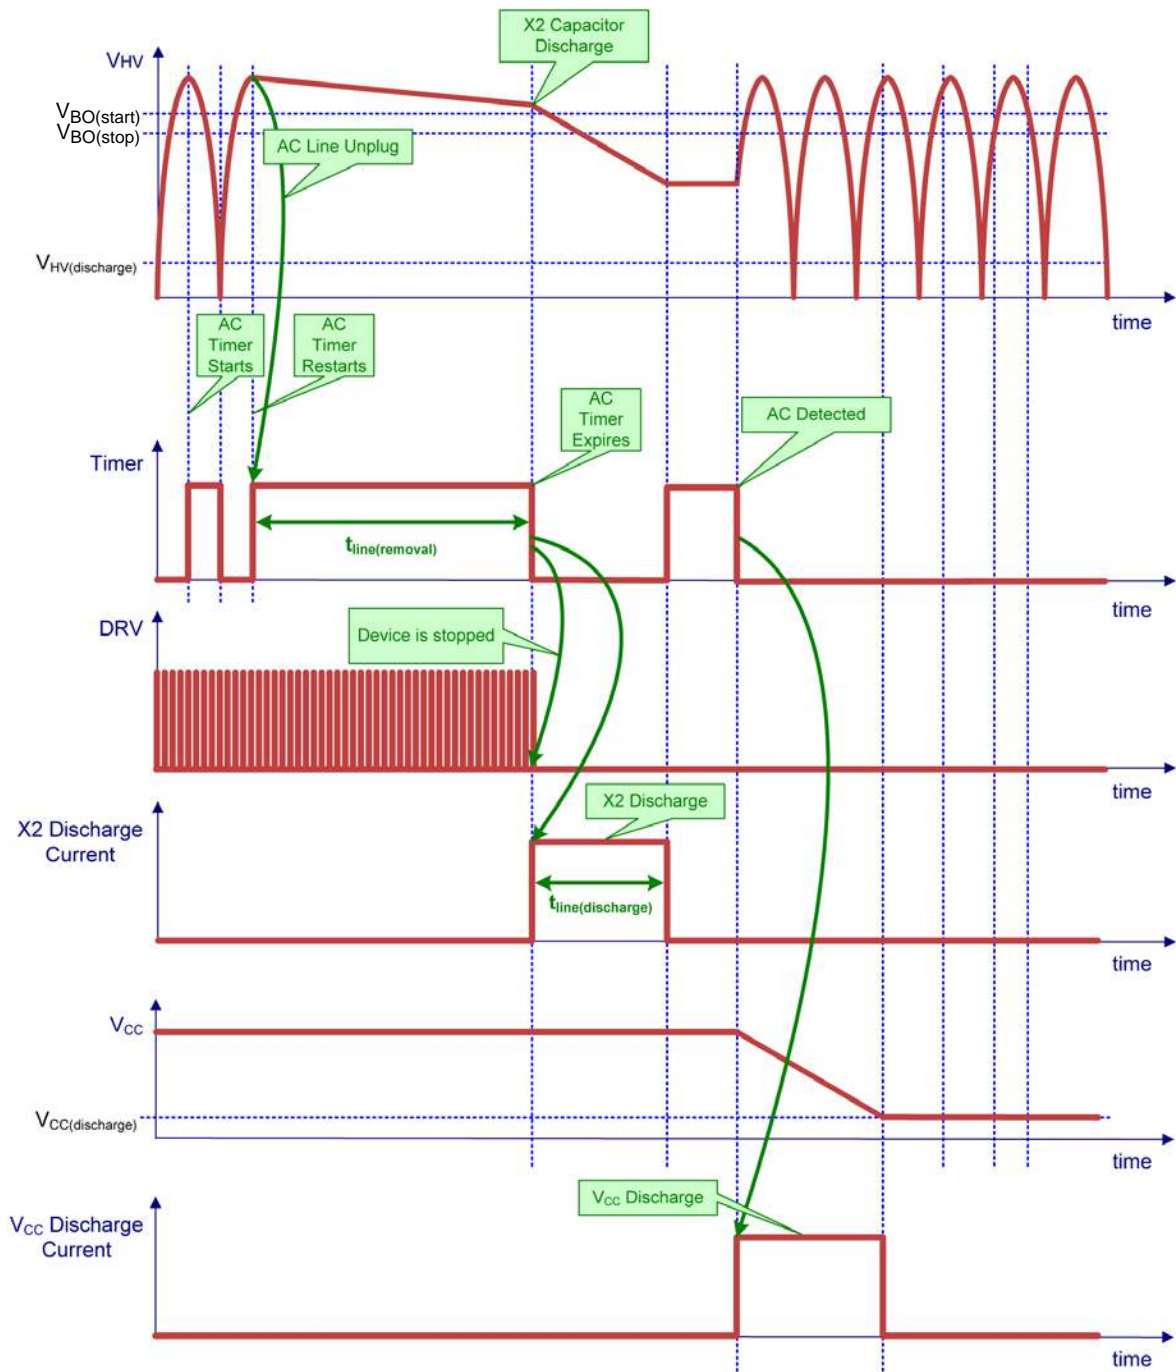 X2 Capacitor
Discharge
VHV
VBO(start)
VBO(stop)
AC Line Unplug
VHV(discharge)
time
AC
Timer
Starts
AC
Timer
Restarts
AC
Timer
Expires
AC Detected
Timer
tline(removal)
time
DRV
Device is stopped
time
X2 Discharge
X2 Discharge
Current
tline(discharge)
time
VCC
VCC(discharge)
time
VCC Discharge
VCC Discharge
Current
time